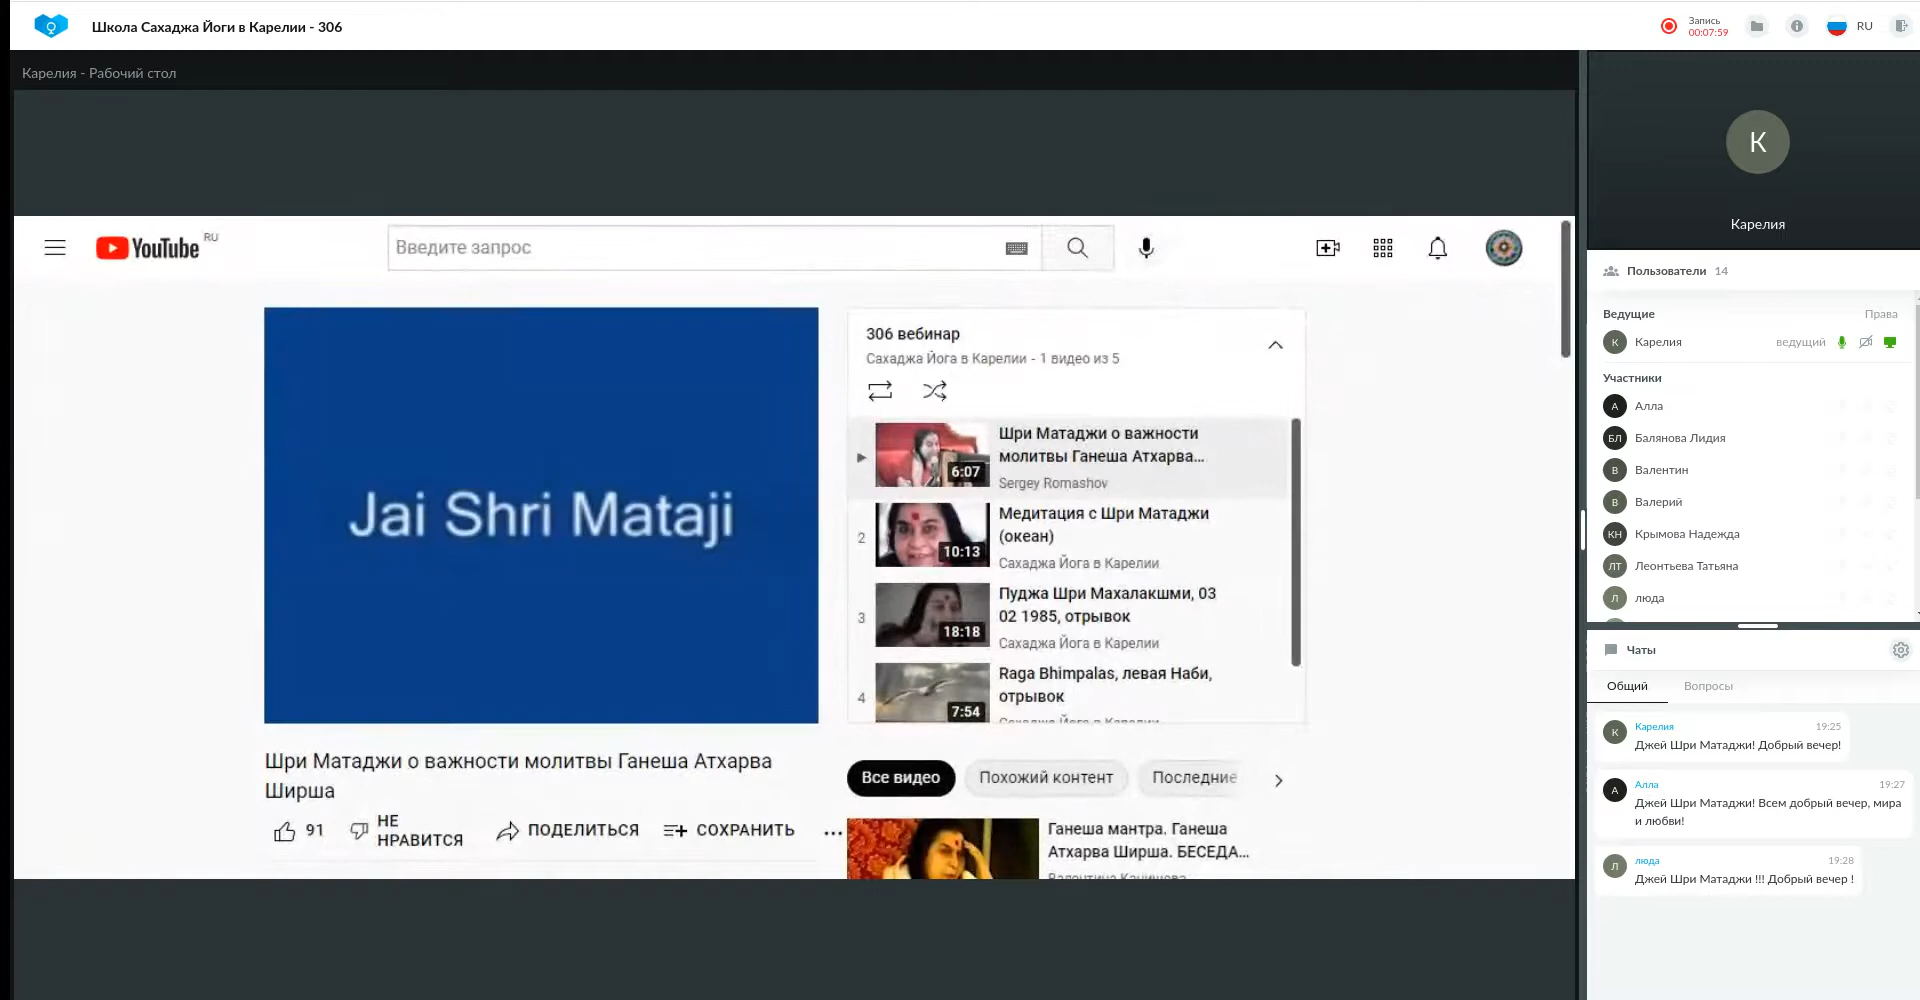 Школа Сахаджа Йоги в Карелии - 306
Запись
00:07:59
RU
Карелия - Рабочий стол
YouTube RU
Введите запрос
Jai Shri Mataji
306 вебинар
Сахаджа Йога в Карелии - 1 видео из 5
6:07
Шри Матаджи о важности
молитвы Ганеша Атхарва...
Sergey Romashov
2
10:13
Медитация с Шри Матаджи
(океан)
Сахаджа Йога в Карелии
3
18:18
Пуджа Шри Махалакшми, 03
02 1985, отрывок
Сахаджа Йога в Карелии
4
7:54
Raga Bhimpalas, левая Наби,
отрывок
Сахаджа Йога в Карелии
Шри Матаджи о важности молитвы Ганеша Атхарва
Ширша
91
НЕ
НРАВИТСЯ
ПОДЕЛИТЬСЯ
СОХРАНИТЬ
Все видео
Похожий контент
Последние
Ганеша мантра. Ганеша
Атхарва Ширша. БЕСЕДА...
K
Карелия
Пользователи 14
Ведущие
Права
К Карелия ведущий
Участники
А Алла
БЛ Балянова Лидия
В Валентин
В Валерий
КН Крымова Надежда
ЛТ Леонтьева Татьяна
Л люда
Чаты
Общий
Вопросы
К
Карелия 19:25
Джей Шри Матаджи! Добрый вечер!
А
Алла 19:27
Джей Шри Матаджи! Всем добрый вечер, мира
и любви!
Л
люда 19:28
Джей Шри Матаджи !!! Добрый вечер !